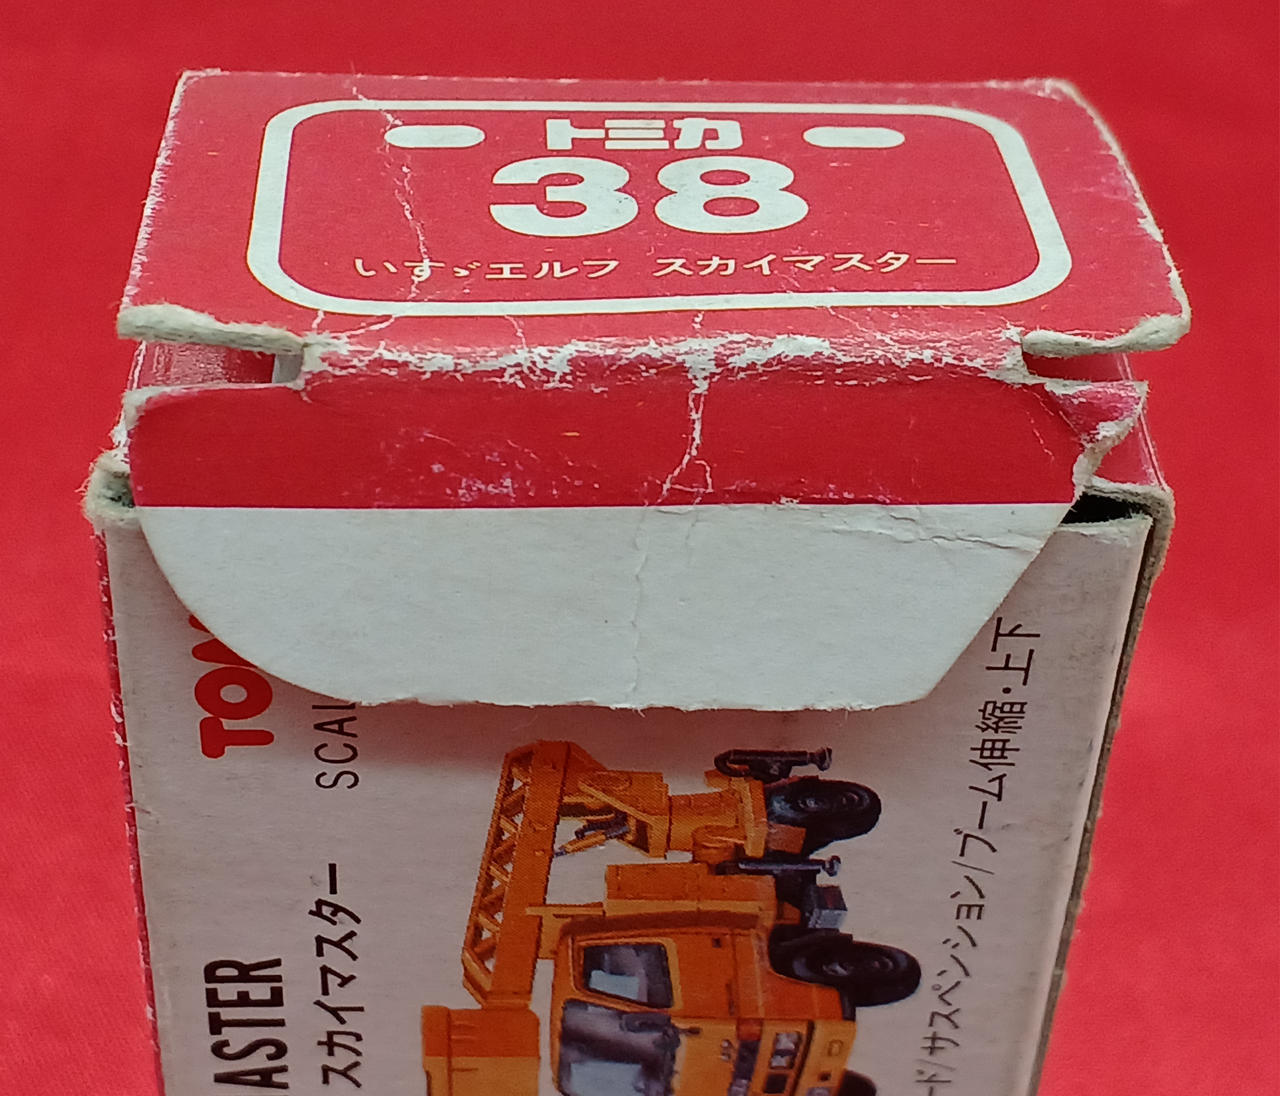 トミカ
38
いすゞエルフ スカイマスター
TO
SCAL
ASTER
スカイマスター
ード/サスペンション/ブーム伸縮・上下